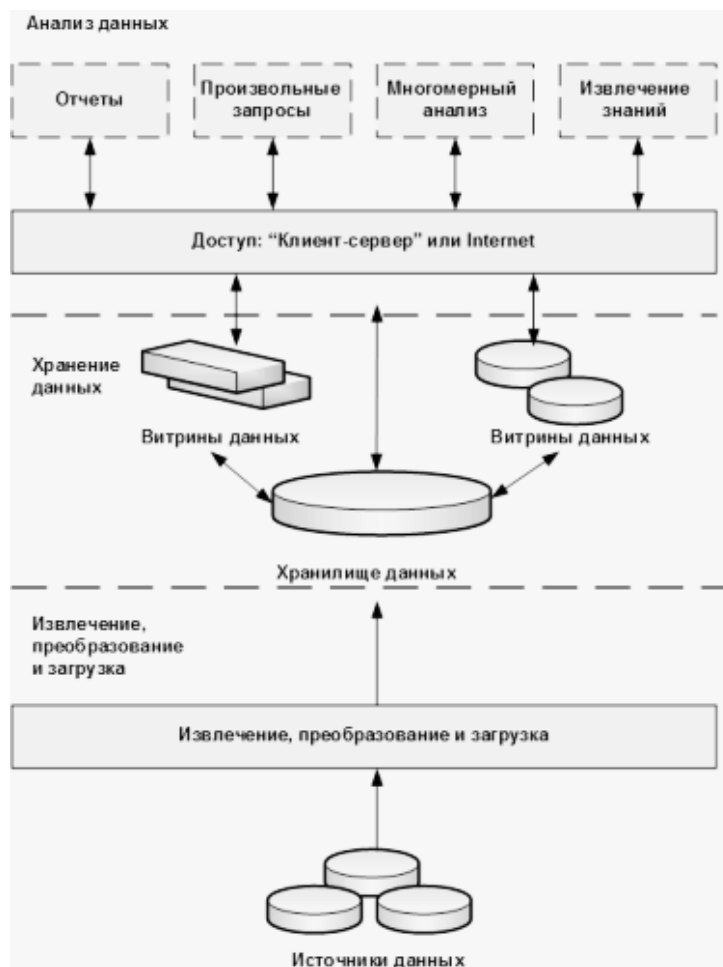 Анализ данных
Отчеты
Произвольные
запросы
Многомерный
анализ
Извлечение
знаний
Доступ: “Клиент-сервер” или Internet
Хранение
данных
Витрины данных
Витрины данных
Хранилище данных
Извлечение,
преобразование
и загрузка
Извлечение, преобразование и загрузка
Источники данных